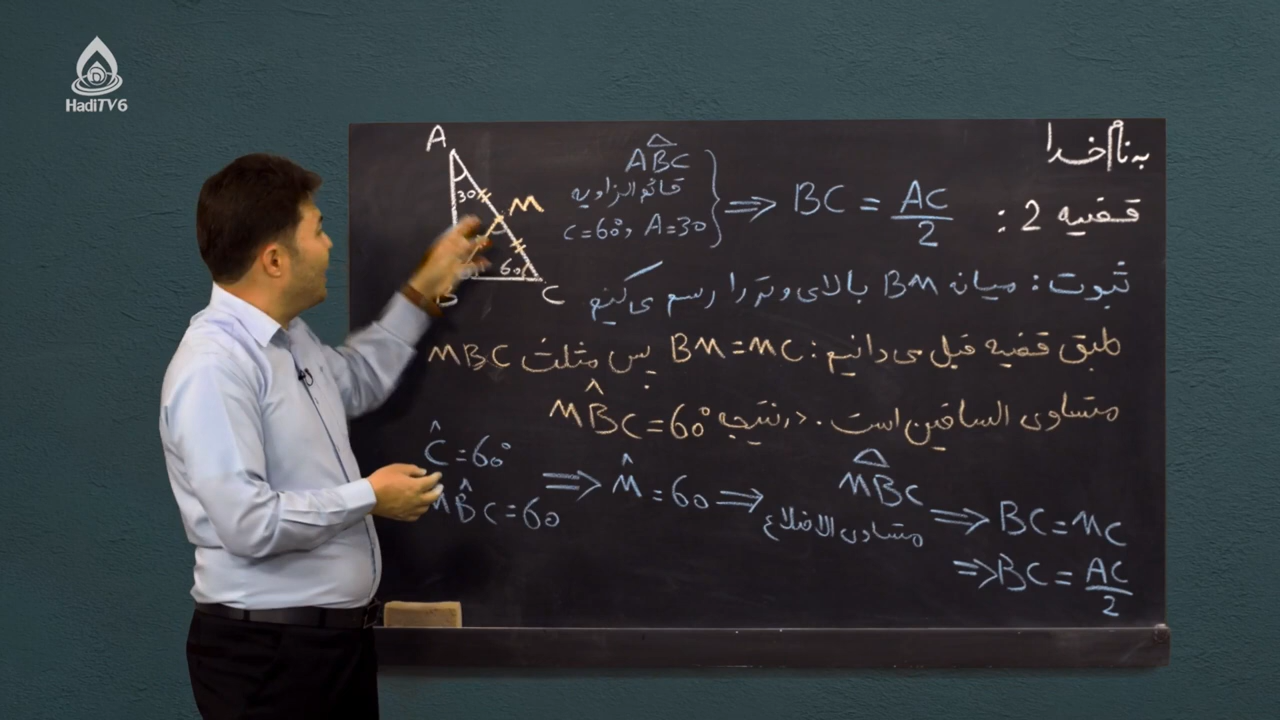 HadiTV6
به نام خدا
قضیه 2 :
ABC
قائم الزاویه
C=60°, A=30
⇒ BC = AC/2
A
30
M
60
B
C
ثبوت : میانه BM بالای وتر را رسم می کنیم
طبق قضیه قبل می دانیم : BM=MC پس مثلث MBC
متساوی الساقین است . در نتیجه MB̂C=60°
Ĉ=60°
MB̂C=60
⇒ M̂=60 ⇒
MBC
متساوی الاضلاع
⇒ BC=MC
⇒ BC = AC/2